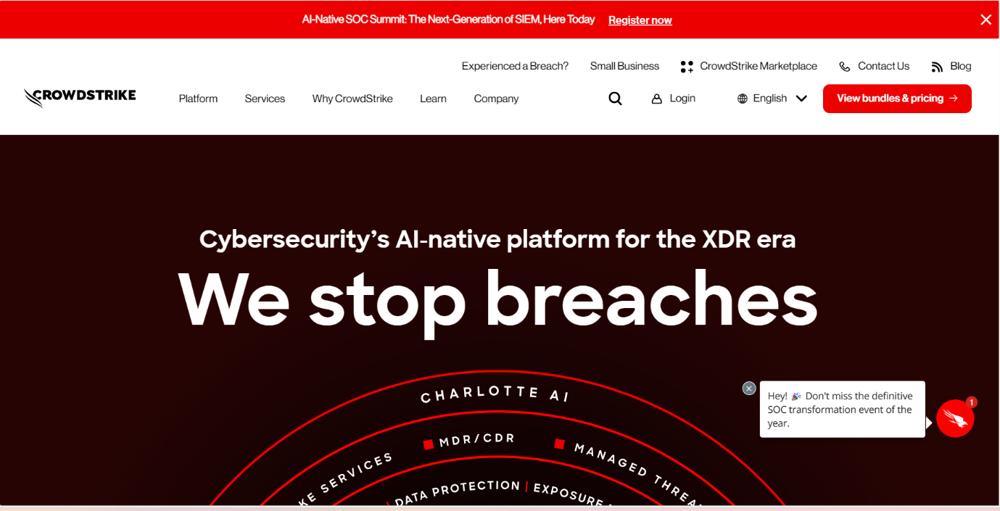 AI-Native SOC Summit: The Next-Generation of SIEM, Here Today Register now
Experienced a Breach? Small Business CrowdStrike Marketplace Contact Us Blog
CROWDSTRIKE Platform Services Why CrowdStrike Learn Company Login English View bundles & pricing
Cybersecurity's AI-native platform for the XDR era
We stop breaches
CHARLOTTE AI
SERVICES MDR/CDR MANAGED
DATA PROTECTION | EXPOSURE
Hey! 🎉 Don't miss the definitive
SOC transformation event of the
year.
1